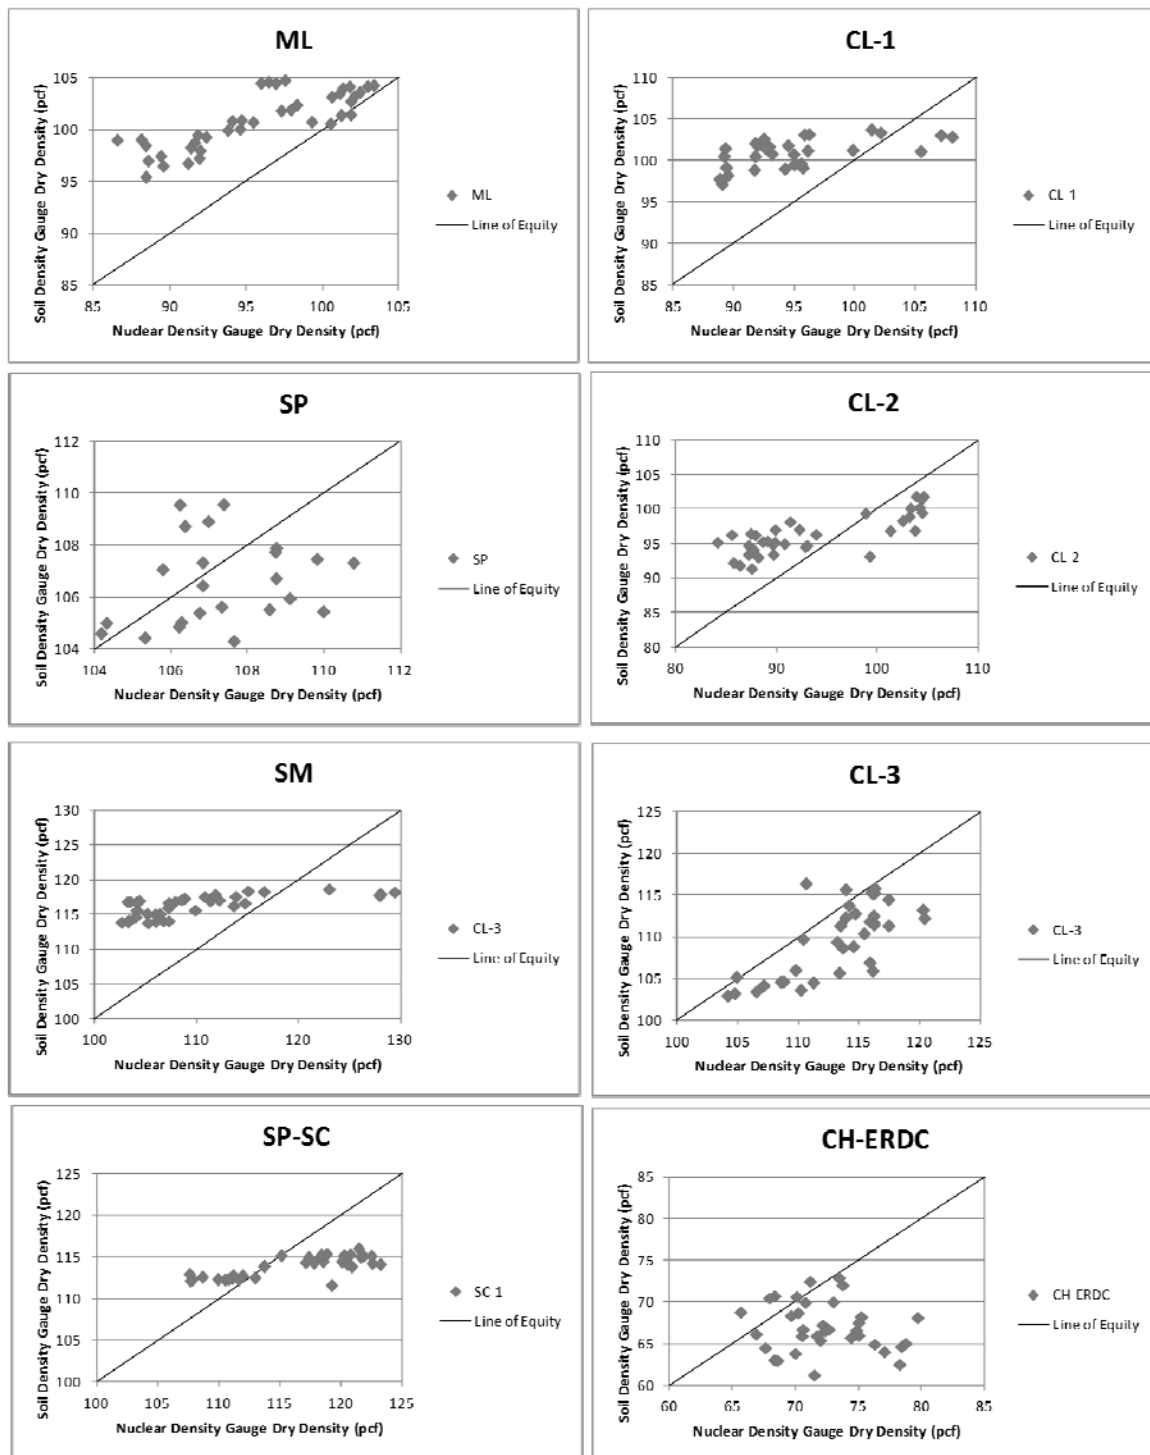 ML
Soil Density Gauge Dry Density (pcf)
105
100
95
90
85
85 90 95 100 105
Nuclear Density Gauge Dry Density (pcf)
ML
Line of Equity
CL-1
Soil Density Gauge Dry Density (pcf)
110
105
100
95
90
85
85 90 95 100 105 110
Nuclear Density Gauge Dry Density (pcf)
CL 1
Line of Equity
SP
Soil Density Gauge Dry Density (pcf)
112
110
108
106
104
104 106 108 110 112
Nuclear Density Gauge Dry Density (pcf)
SP
Line of Equity
CL-2
Soil Density Gauge Dry Density (pcf)
110
105
100
95
90
85
80
80 90 100 110
Nuclear Density Gauge Dry Density (pcf)
CL 2
Line of Equity
SM
Soil Density Gauge Dry Density (pcf)
130
125
120
115
110
105
100
100 110 120 130
Nuclear Density Gauge Dry Density (pcf)
CL-3
Line of Equity
CL-3
Soil Density Gauge Dry Density (pcf)
125
120
115
110
105
100
100 105 110 115 120 125
Nuclear Density Gauge Dry Density (pcf)
CL-3
Line of Equity
SP-SC
Soil Density Gauge Dry Density (pcf)
125
120
115
110
105
100
100 105 110 115 120 125
Nuclear Density Gauge Dry Density (pcf)
SC 1
Line of Equity
CH-ERDC
Soil Density Gauge Dry Density (pcf)
85
80
75
70
65
60
60 65 70 75 80 85
Nuclear Density Gauge Dry Density (pcf)
CH ERDC
Line of Equity